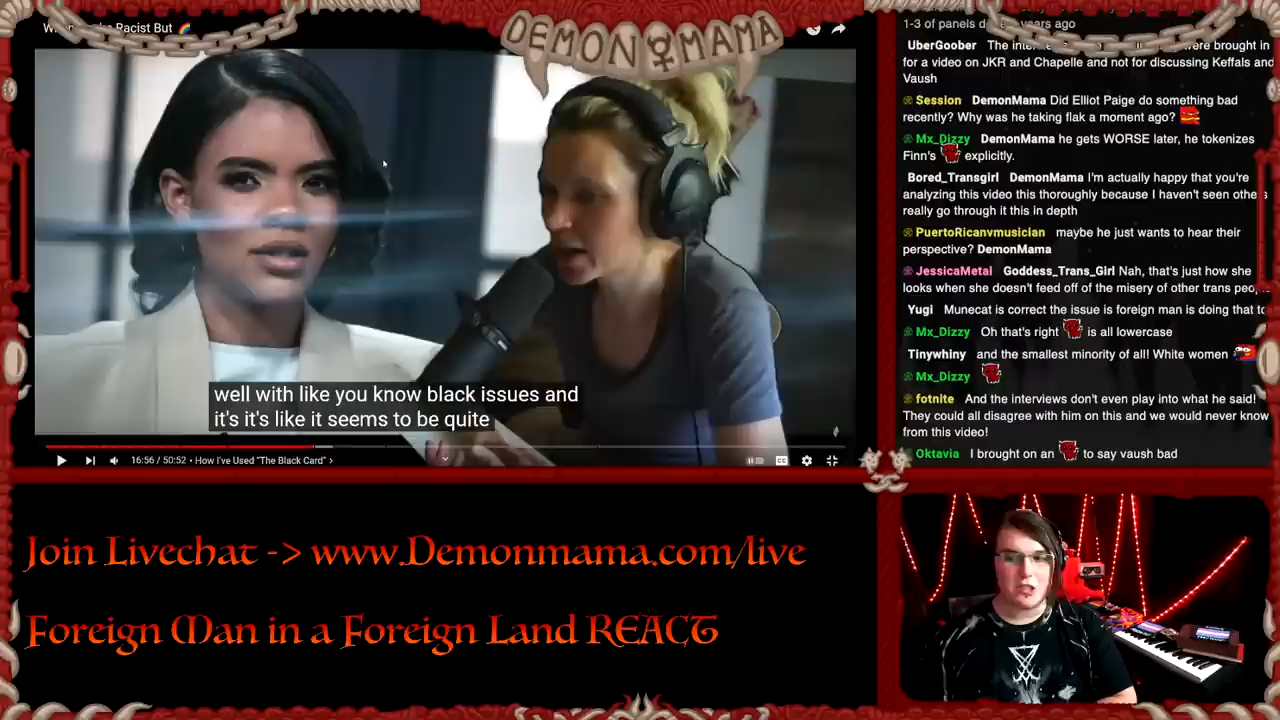 Racist But
DEMON MAMA
well with like you know black issues and
it's it's like it seems to be quite
16:56 / 50:52 • How I've Used "The Black Card" >
CC
1-3 of panels years ago
UberGoober The were brought in
for a video on JKR and Chapelle and not for discussing Keffals and
Vaush
Session DemonMama Did Elliot Paige do something bad
recently? Why was he taking flak a moment ago?
Mx_Dizzy DemonMama he gets WORSE later, he tokenizes
Finn's explicitly.
Bored_Transgirl DemonMama I'm actually happy that you're
analyzing this video this thoroughly because I haven't seen others
really go through it this in depth
PuertoRicanvmusician maybe he just wants to hear their
perspective? DemonMama
JessicaMetal Goddess_Trans_Girl Nah, that's just how she
looks when she doesn't feed off of the misery of other trans
Yugi Munecat is correct the issue is foreign man is doing that
Mx_Dizzy Oh that's right is all lowercase
Tinywhiny and the smallest minority of all! White women
Mx_Dizzy
fotnite And the interviews don't even play into what he said!
They could all disagree with him on this and we would never know
from this video!
Oktavia I brought on an to say vaush bad
Join Livechat -> www.Demonmama.com/live
Foreign Man in a Foreign Land REACT